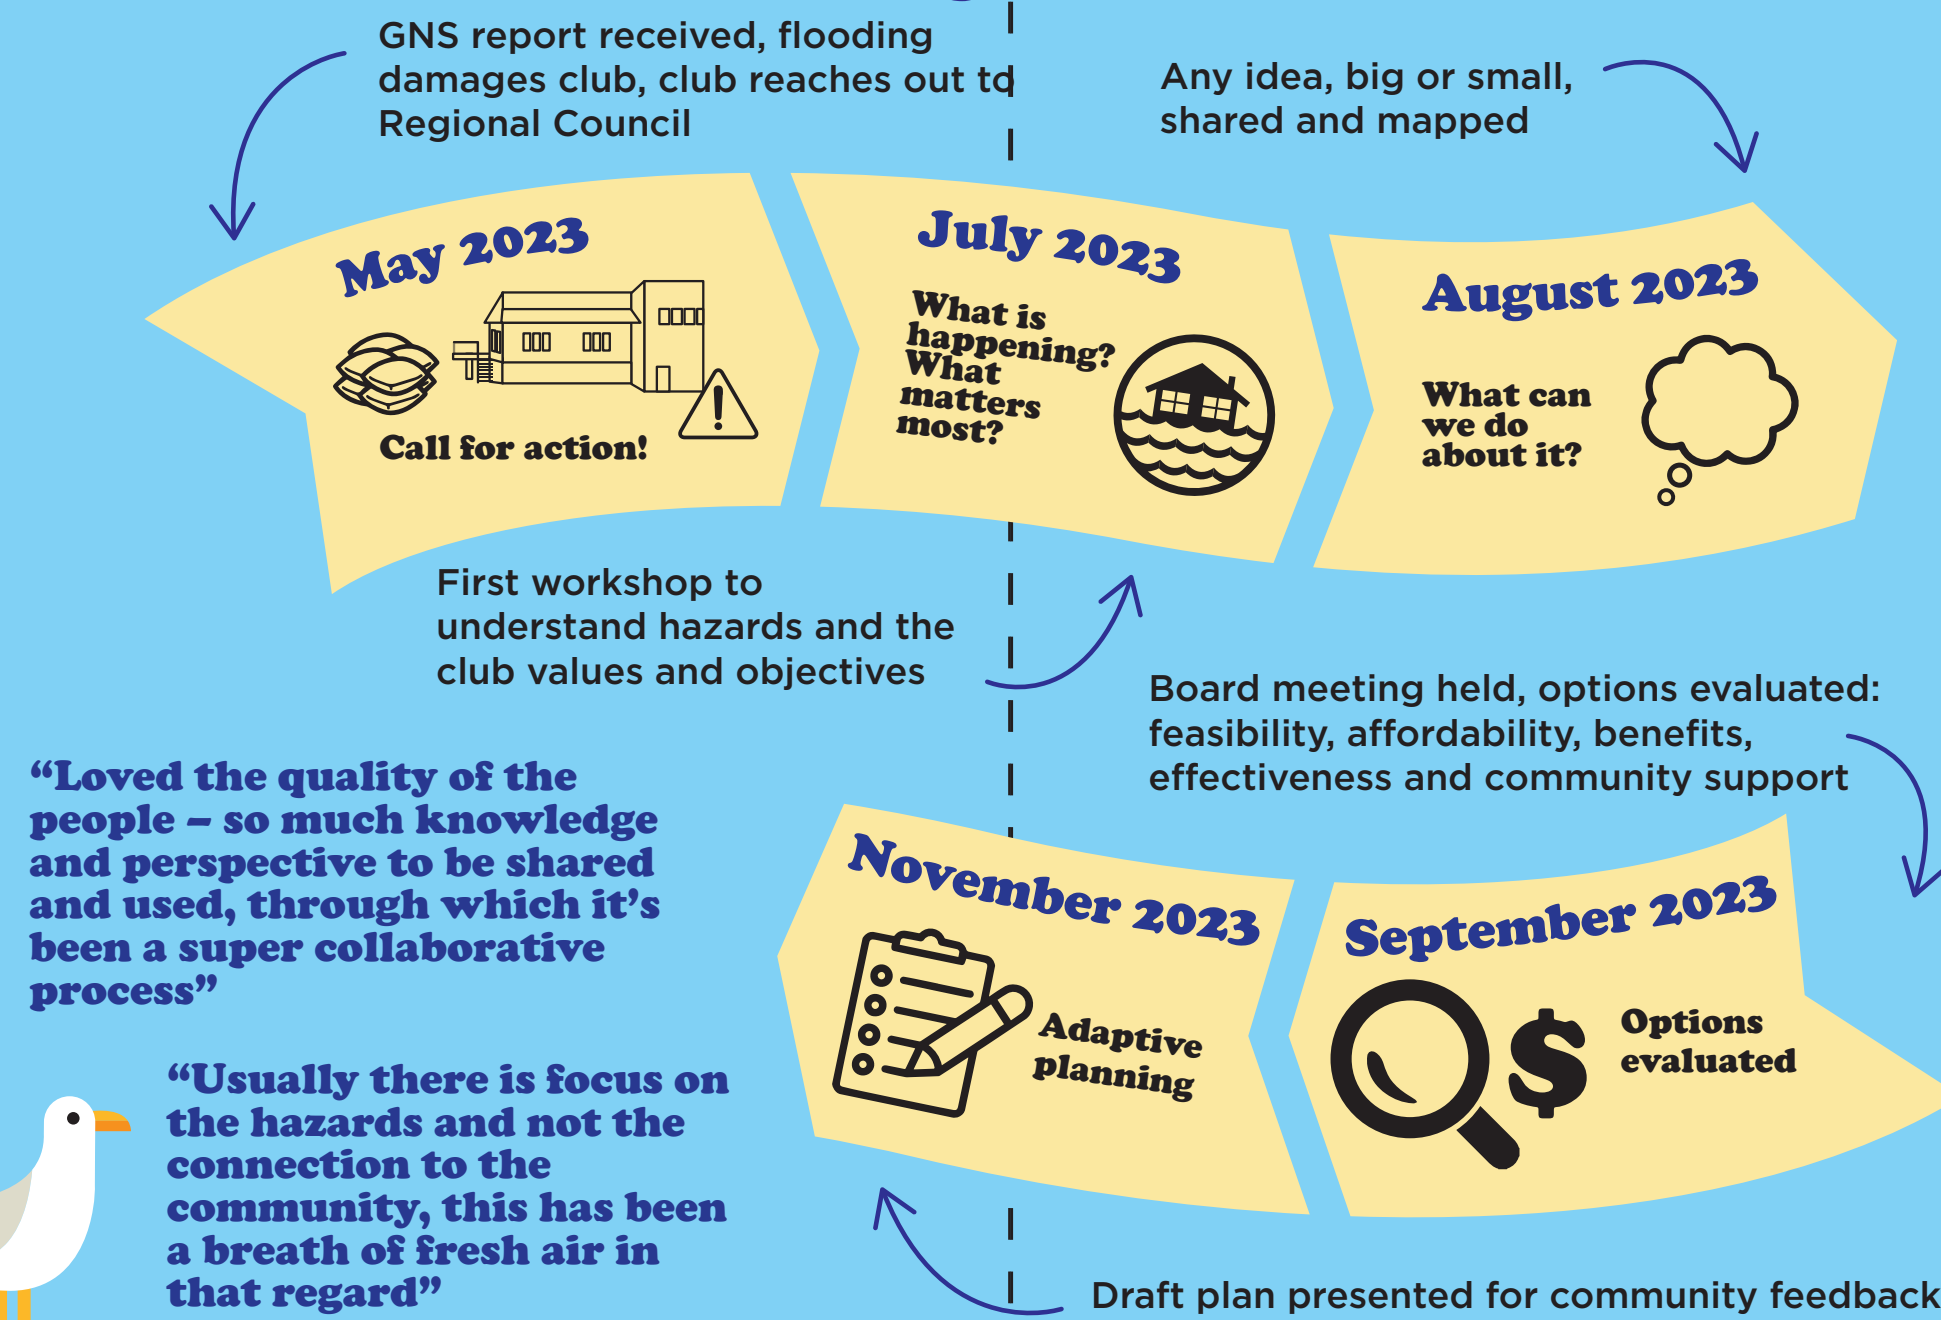 GNS report received, flooding
damages club, club reaches out to
Regional Council
Any idea, big or small,
shared and mapped
May 2023
Call for action!
July 2023
What is
happening?
What
matters
most?
August 2023
What can
we do
about it?
First workshop to
understand hazards and the
club values and objectives
Board meeting held, options evaluated:
feasibility, affordability, benefits,
effectiveness and community support
September 2023
$
Options
evaluated
November 2023
Adaptive
planning
Draft plan presented for community feedback
“Loved the quality of the
people – so much knowledge
and perspective to be shared
and used, through which it’s
been a super collaborative
process”
“Usually there is focus on
the hazards and not the
connection to the
community, this has been
a breath of fresh air in
that regard”